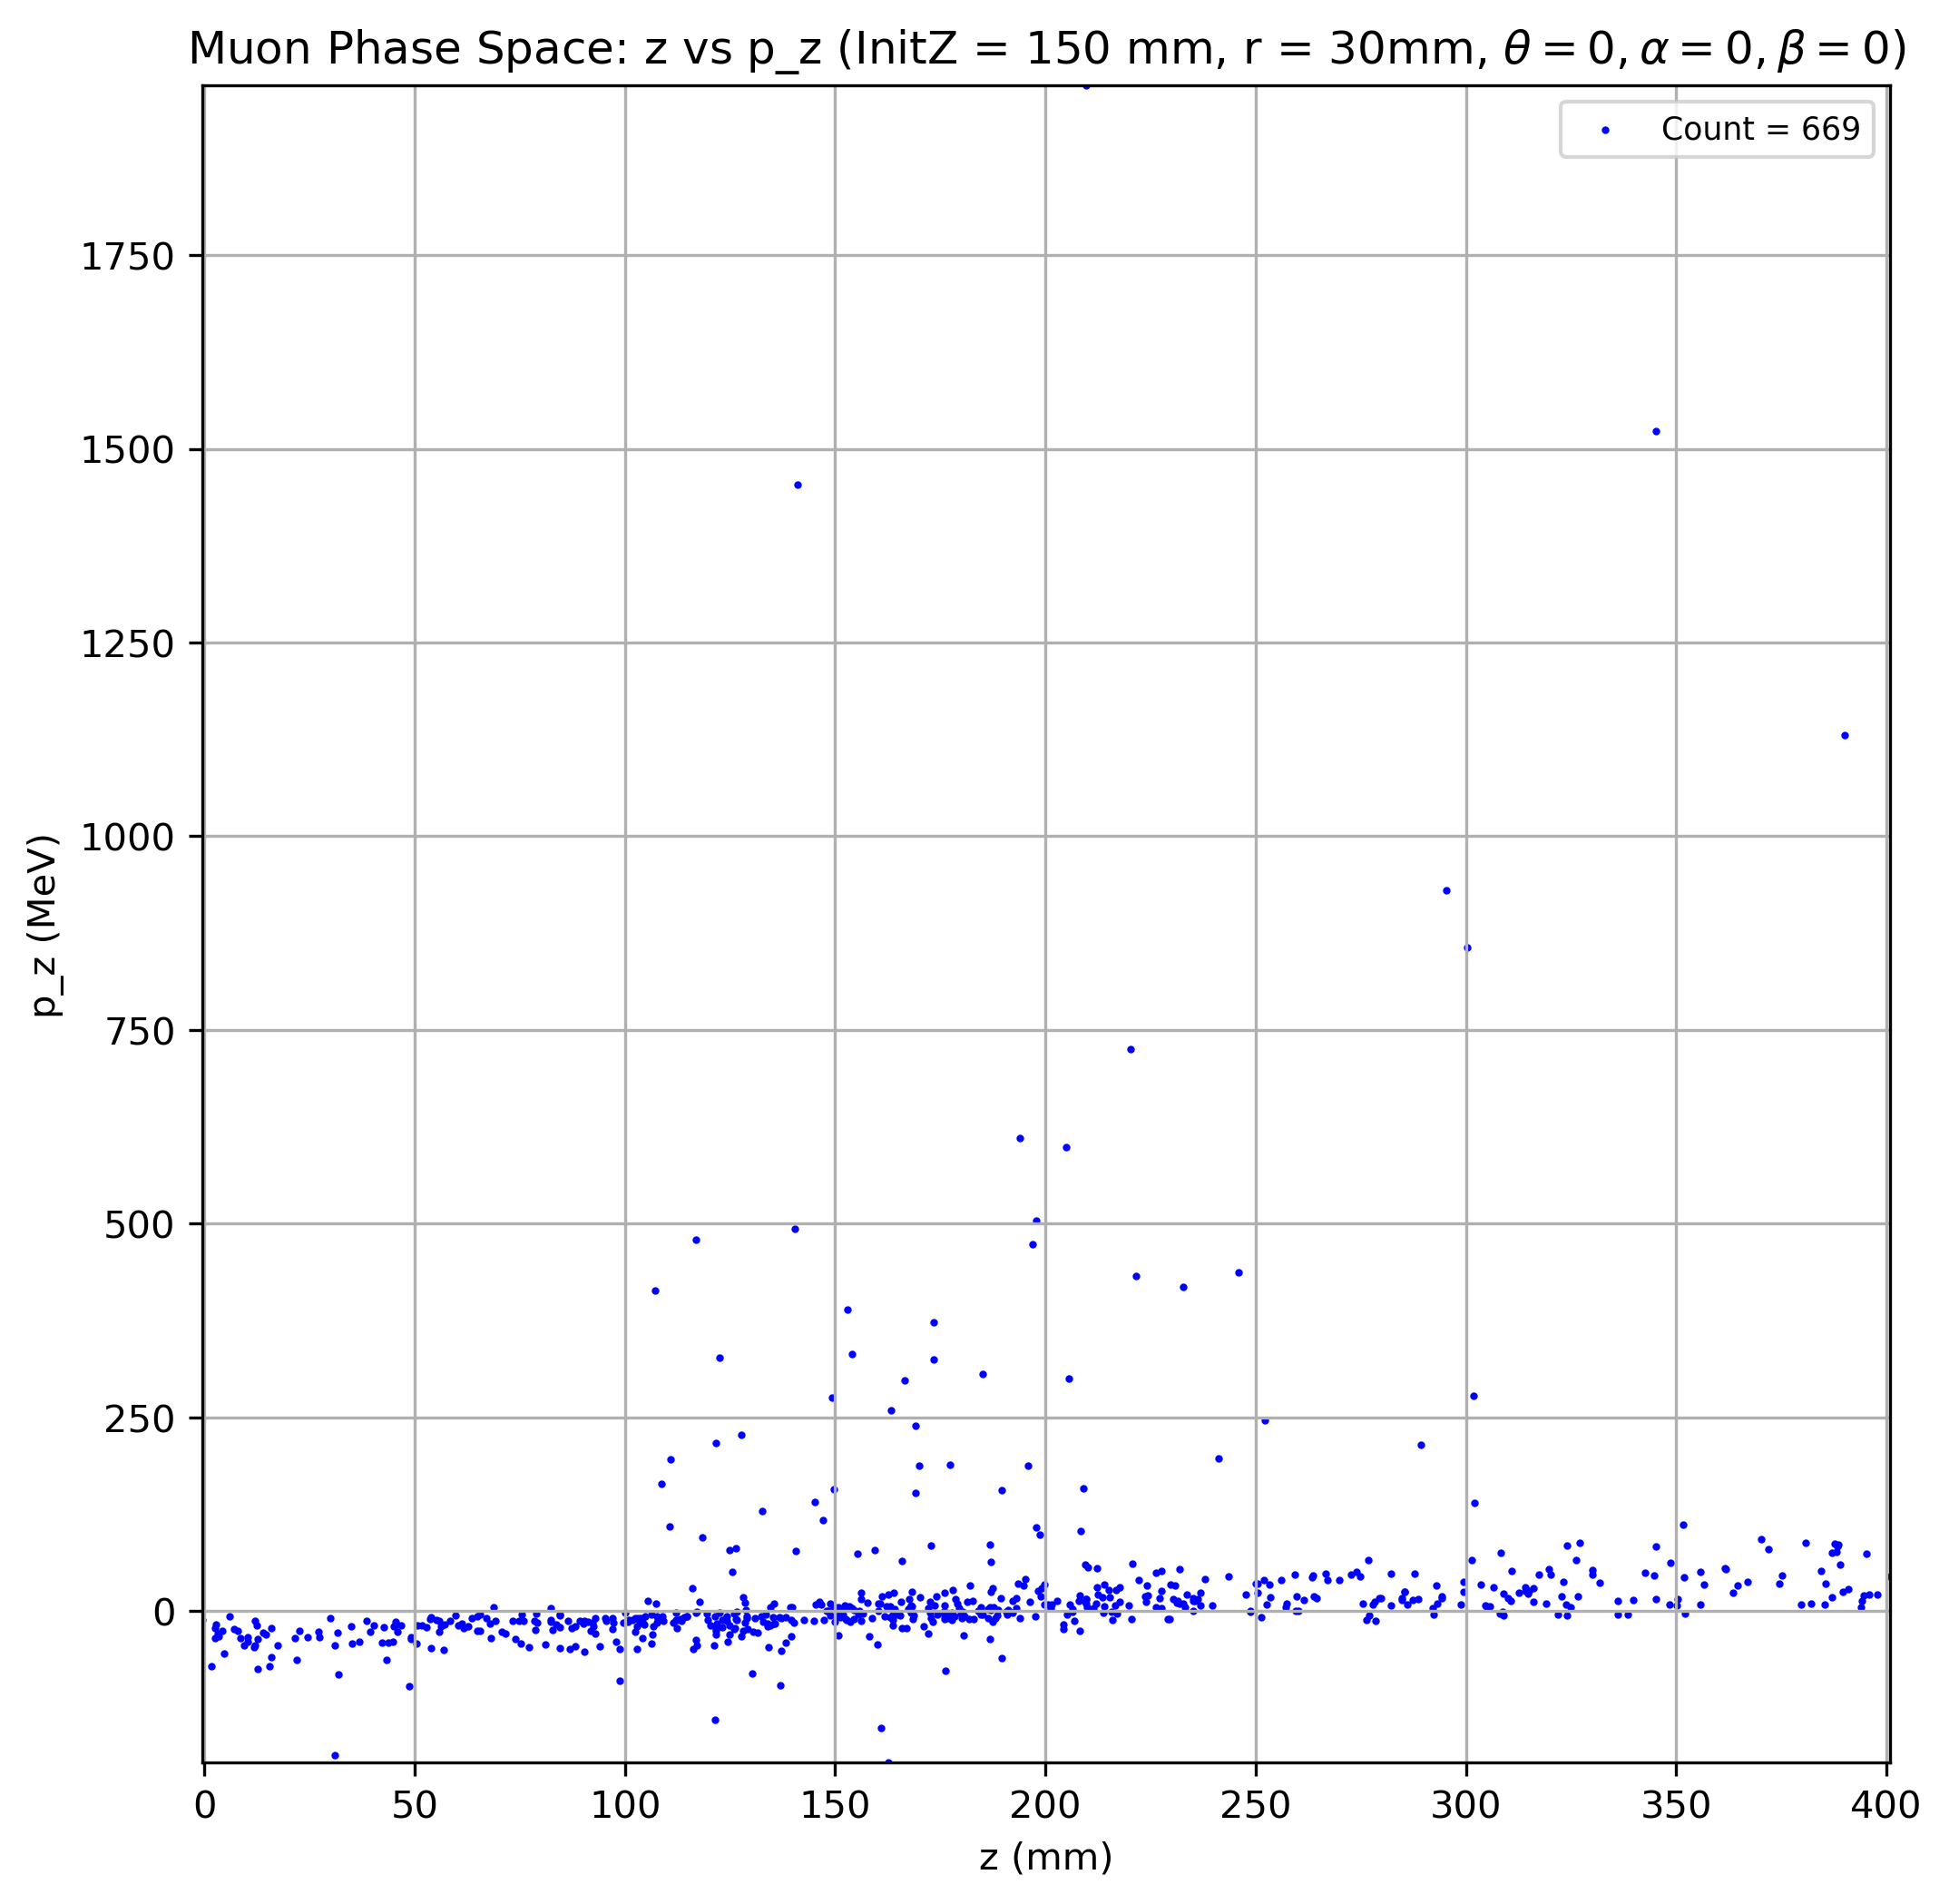 Muon Phase Space: z vs p_z (InitZ = 150 mm, r = 30mm, θ = 0, α = 0, β = 0)
Count = 669
1750
1500
1250
1000
750
500
250
0
p_z (MeV)
0 50 100 150 200 250 300 350 400
z (mm)